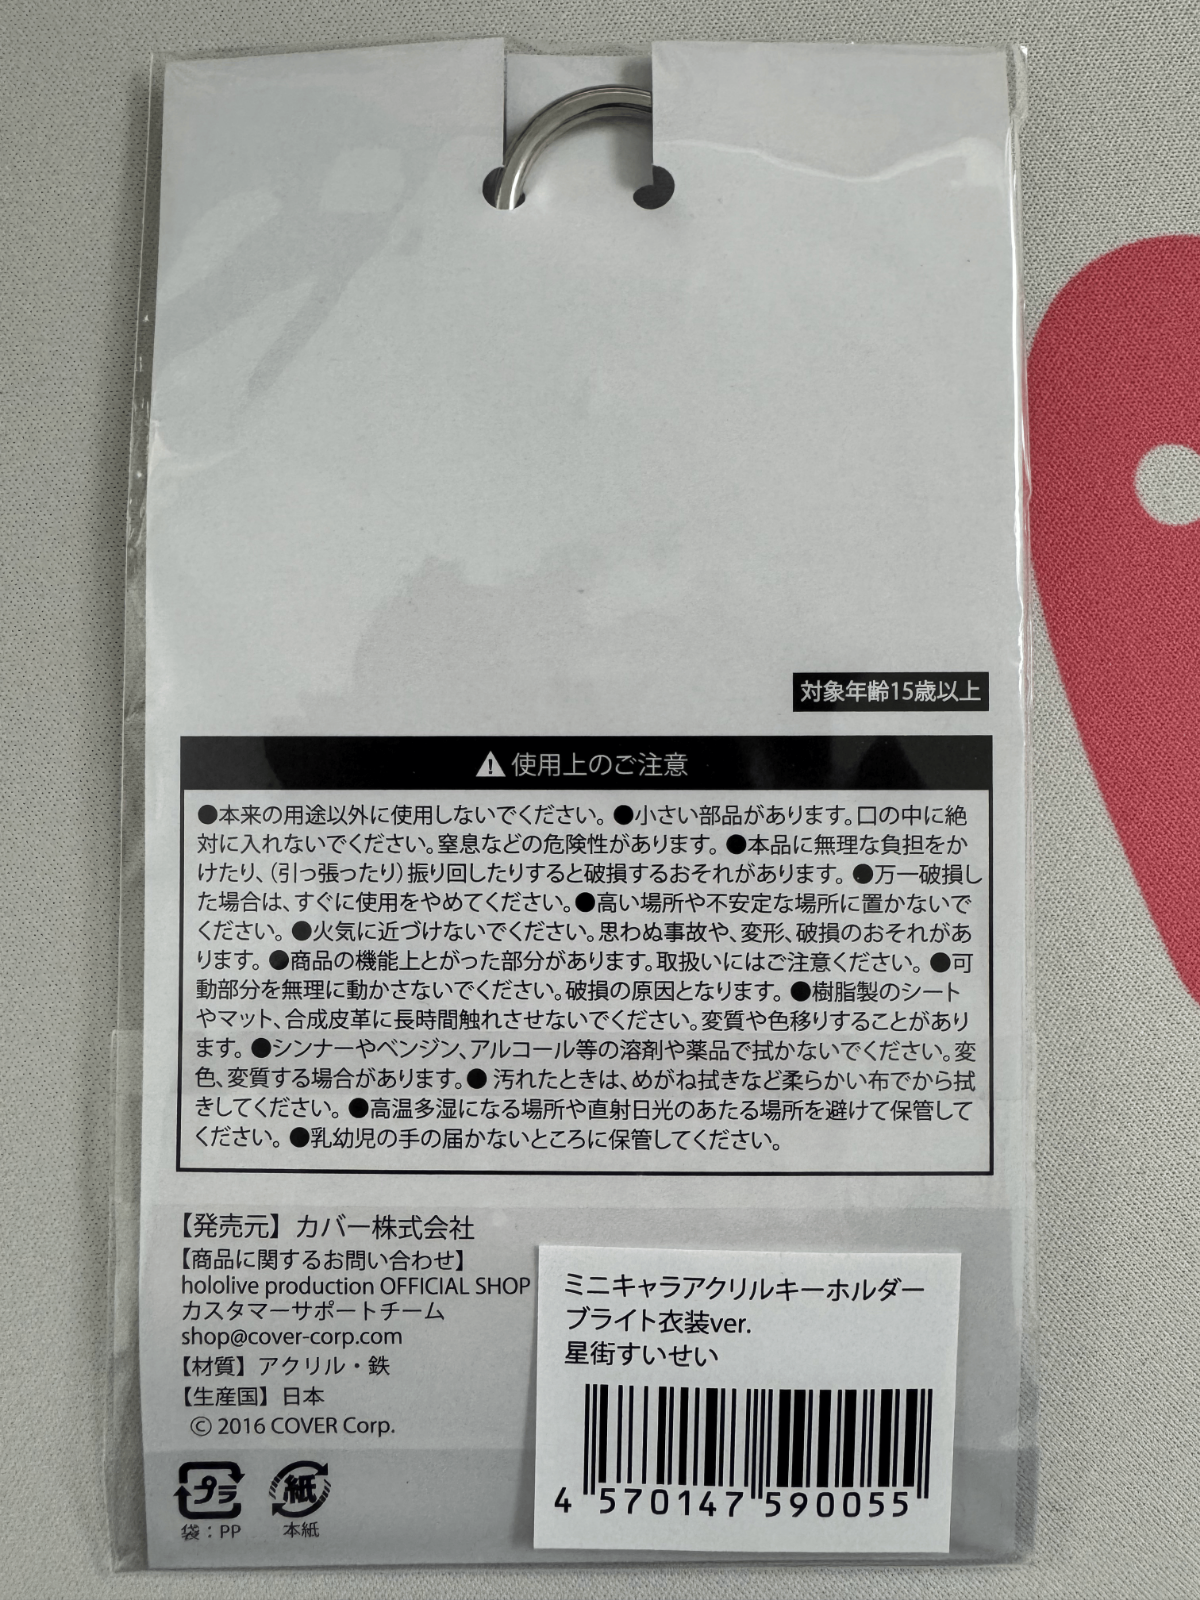 対象年齢15歳以上
使用上のご注意
●本来の用途以外に使用しないでください。●小さい部品があります。口の中に絶
対に入れないでください。窒息などの危険性があります。●本品に無理な負担をか
けたり、（引っ張ったり）振り回したりすると破損するおそれがあります。●万一破損し
た場合は、すぐに使用をやめてください。●高い場所や不安定な場所に置かないで
ください。●火気に近づけないでください。思わぬ事故や、変形、破損のおそれがあ
ります。●商品の機能上とがった部分があります。取扱いにはご注意ください。●可
動部分を無理に動かさないでください。破損の原因となります。●樹脂製のシート
やマット、合成皮革に長時間触れさせないでください。変質や色移りすることがあり
ます。●シンナーやベンジン、アルコール等の溶剤や薬品で拭かないでください。変
色、変質する場合があります。● 汚れたときは、めがね拭きなど柔らかい布でから拭
きしてください。●高温多湿になる場所や直射日光のあたる場所を避けて保管して
ください。●乳幼児の手の届かないところに保管してください。
【発売元】カバー株式会社
【商品に関するお問い合わせ】
hololive production OFFICIAL SHOP
カスタマーサポートチーム
shop@cover-corp.com
【材質】アクリル・鉄
【生産国】日本
© 2016 COVER Corp.
プラ
袋：PP
紙
本紙
ミニキャラアクリルキーホルダー
ブライト衣装ver.
星街すいせい
4 570147 590055